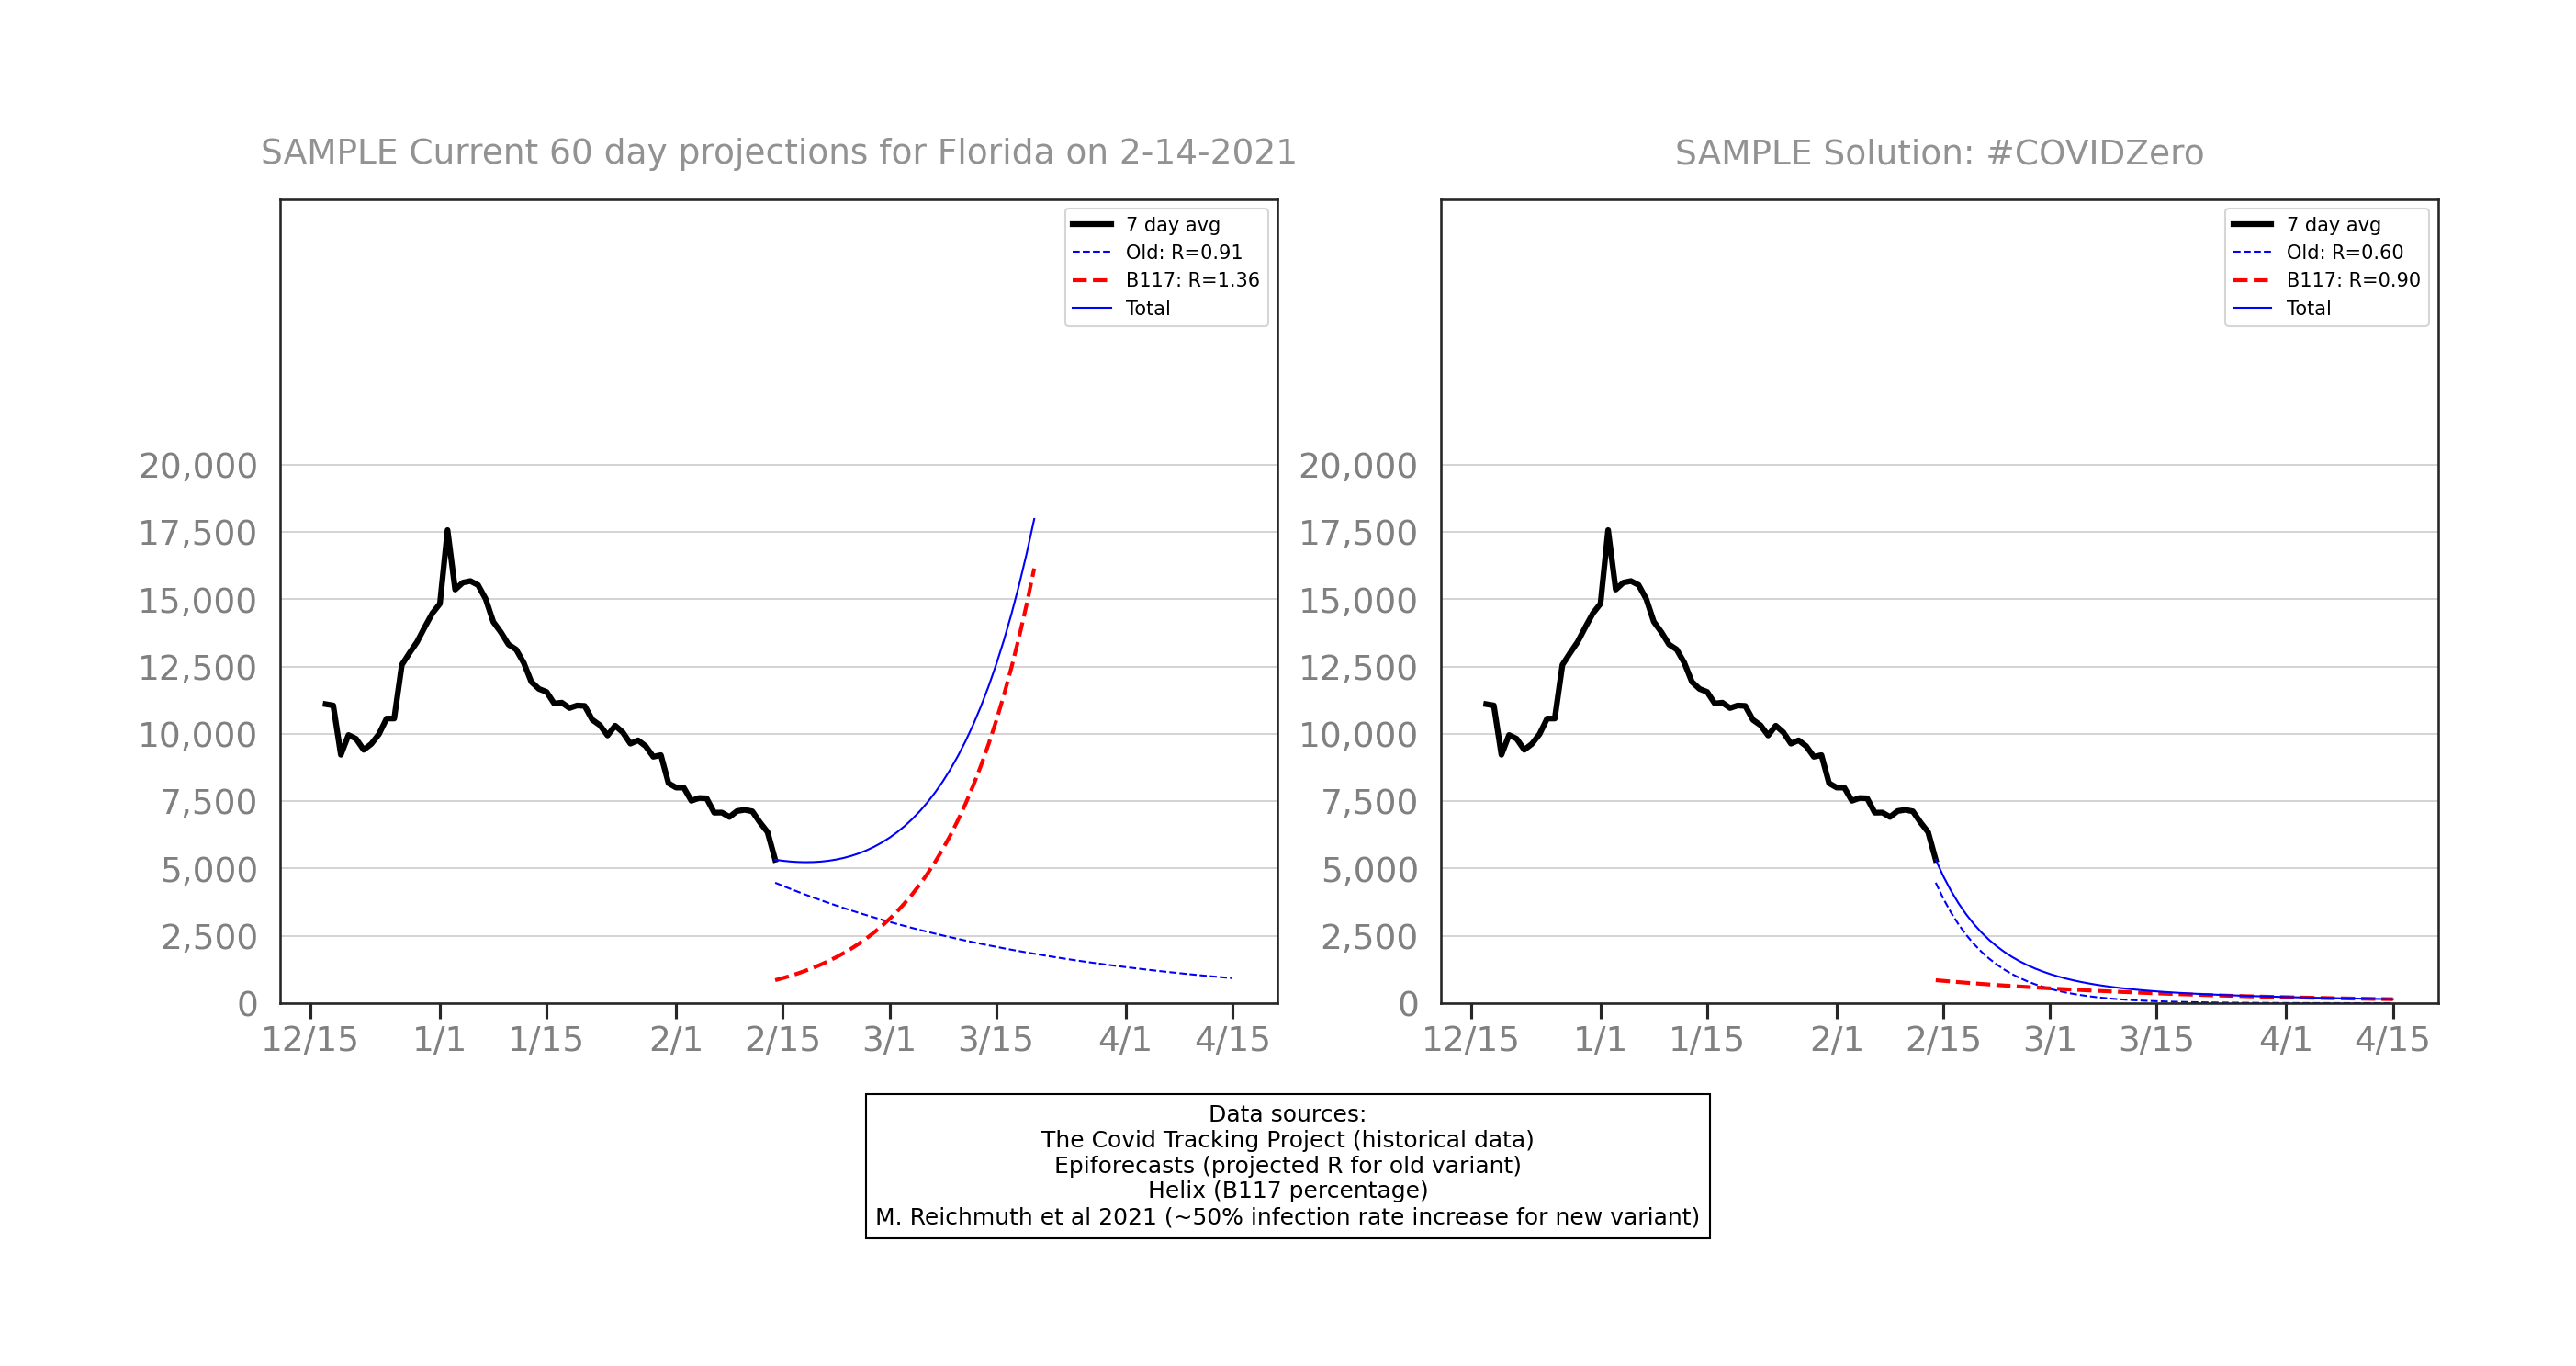 SAMPLE Current 60 day projections for Florida on 2-14-2021
7 day avg
Old: R=0.91
B117: R=1.36
Total
20,000
17,500
15,000
12,500
10,000
7,500
5,000
2,500
0
12/15 1/1 1/15 2/1 2/15 3/1 3/15 4/1 4/15
SAMPLE Solution: #COVIDZero
7 day avg
Old: R=0.60
B117: R=0.90
Total
20,000
17,500
15,000
12,500
10,000
7,500
5,000
2,500
0
12/15 1/1 1/15 2/1 2/15 3/1 3/15 4/1 4/15
Data sources:
The Covid Tracking Project (historical data)
Epiforecasts (projected R for old variant)
Helix (B117 percentage)
M. Reichmuth et al 2021 (~50% infection rate increase for new variant)